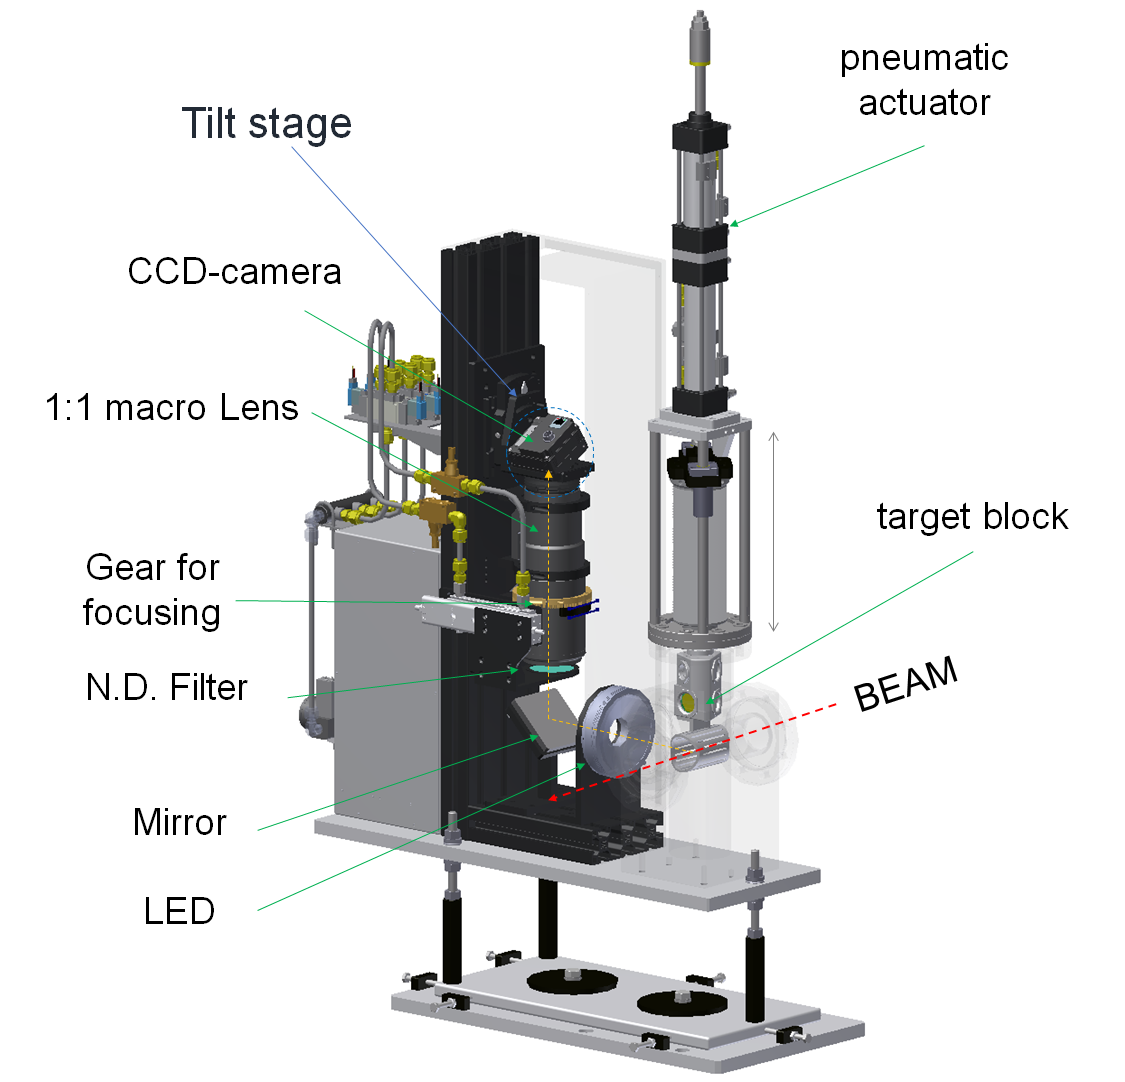 pneumatic
actuator
Tilt stage
CCD-camera
1:1 macro Lens
target block
Gear for
focusing
N.D. Filter
BEAM
Mirror
LED